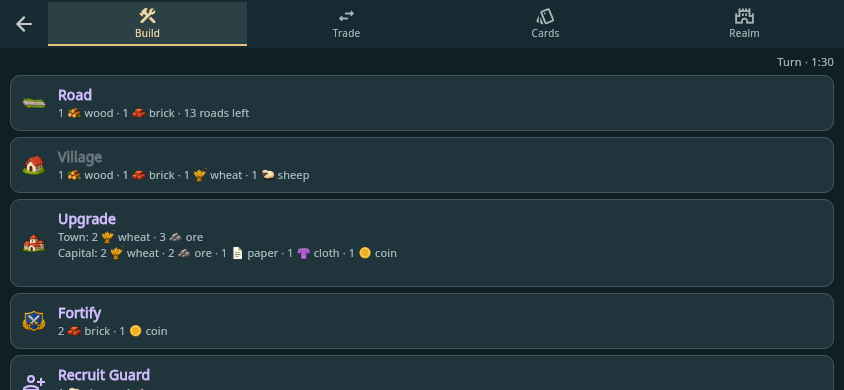 Build
Trade
Cards
Realm
Turn · 1:30
Road
1 wood · 1 brick · 13 roads left
Village
1 wood · 1 brick · 1 wheat · 1 sheep
Upgrade
Town: 2 wheat · 3 ore
Capital: 2 wheat · 2 ore · 1 paper · 1 cloth · 1 coin
Fortify
2 brick · 1 coin
Recruit Guard